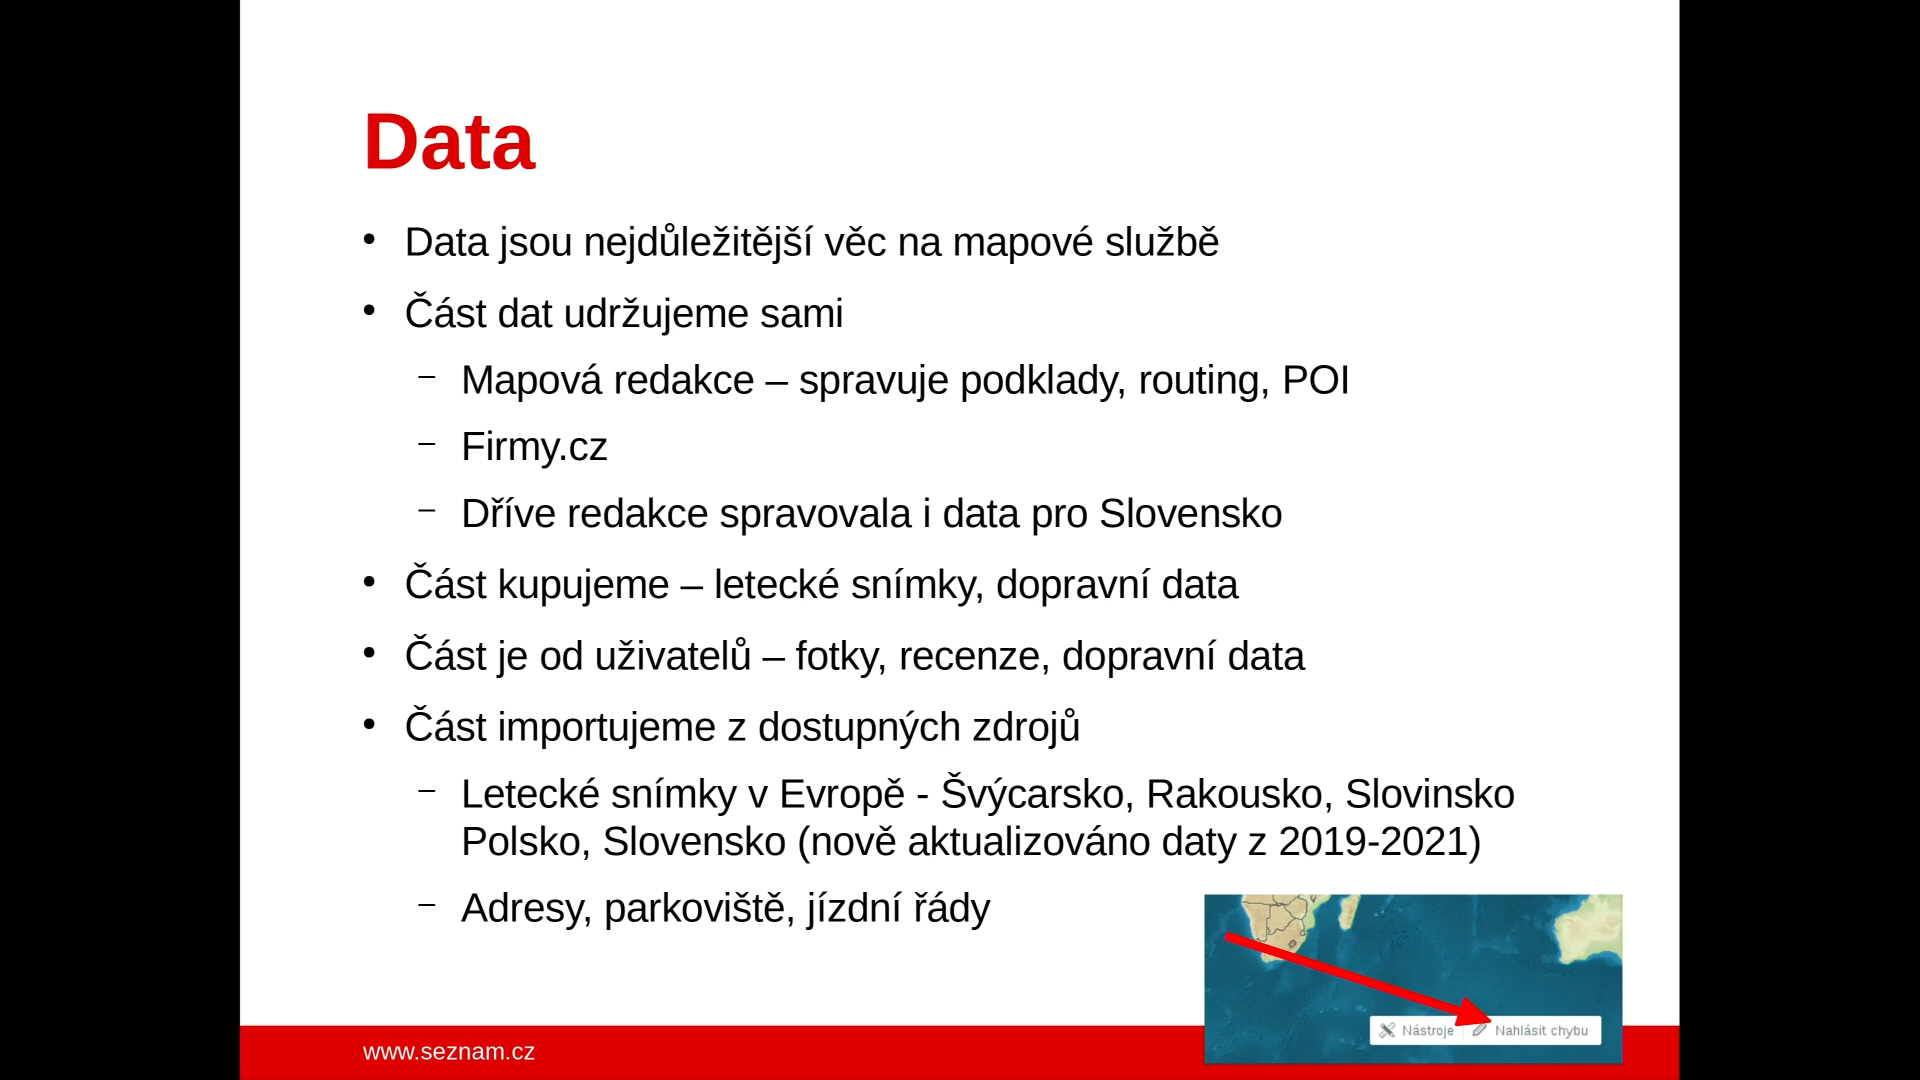 Data
• Data jsou nejdůležitější věc na mapové službě
• Část dat udržujeme sami
– Mapová redakce – spravuje podklady, routing, POI
– Firmy.cz
– Dříve redakce spravovala i data pro Slovensko
• Část kupujeme – letecké snímky, dopravní data
• Část je od uživatelů – fotky, recenze, dopravní data
• Část importujeme z dostupných zdrojů
– Letecké snímky v Evropě - Švýcarsko, Rakousko, Slovinsko
Polsko, Slovensko (nově aktualizováno daty z 2019-2021)
– Adresy, parkoviště, jízdní řády
Nástroje Nahlásit chybu
www.seznam.cz